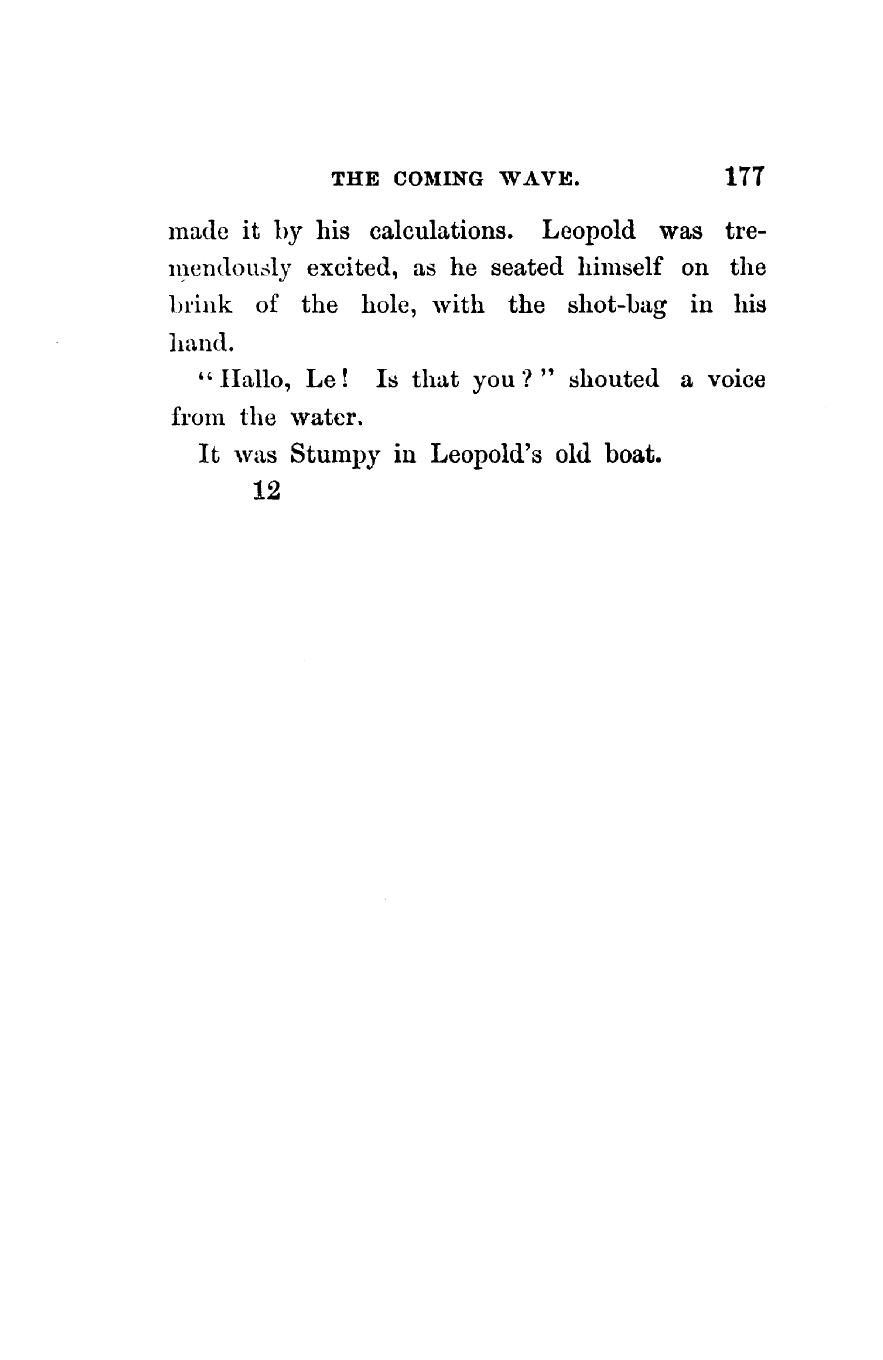 THE COMING WAVE. 177
made it by his calculations. Leopold was tre-
mendously excited, as he seated himself on the
brink of the hole, with the shot-bag in his
hand.
"Hallo, Le! Is that you?" shouted a voice
from the water.
It was Stumpy in Leopold's old boat.
12